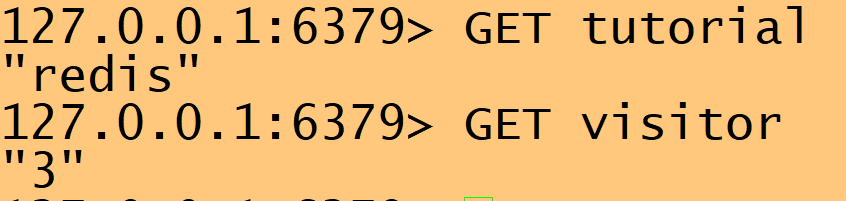 127.0.0.1:6379> GET tutorial
"redis"
127.0.0.1:6379> GET visitor
"3"